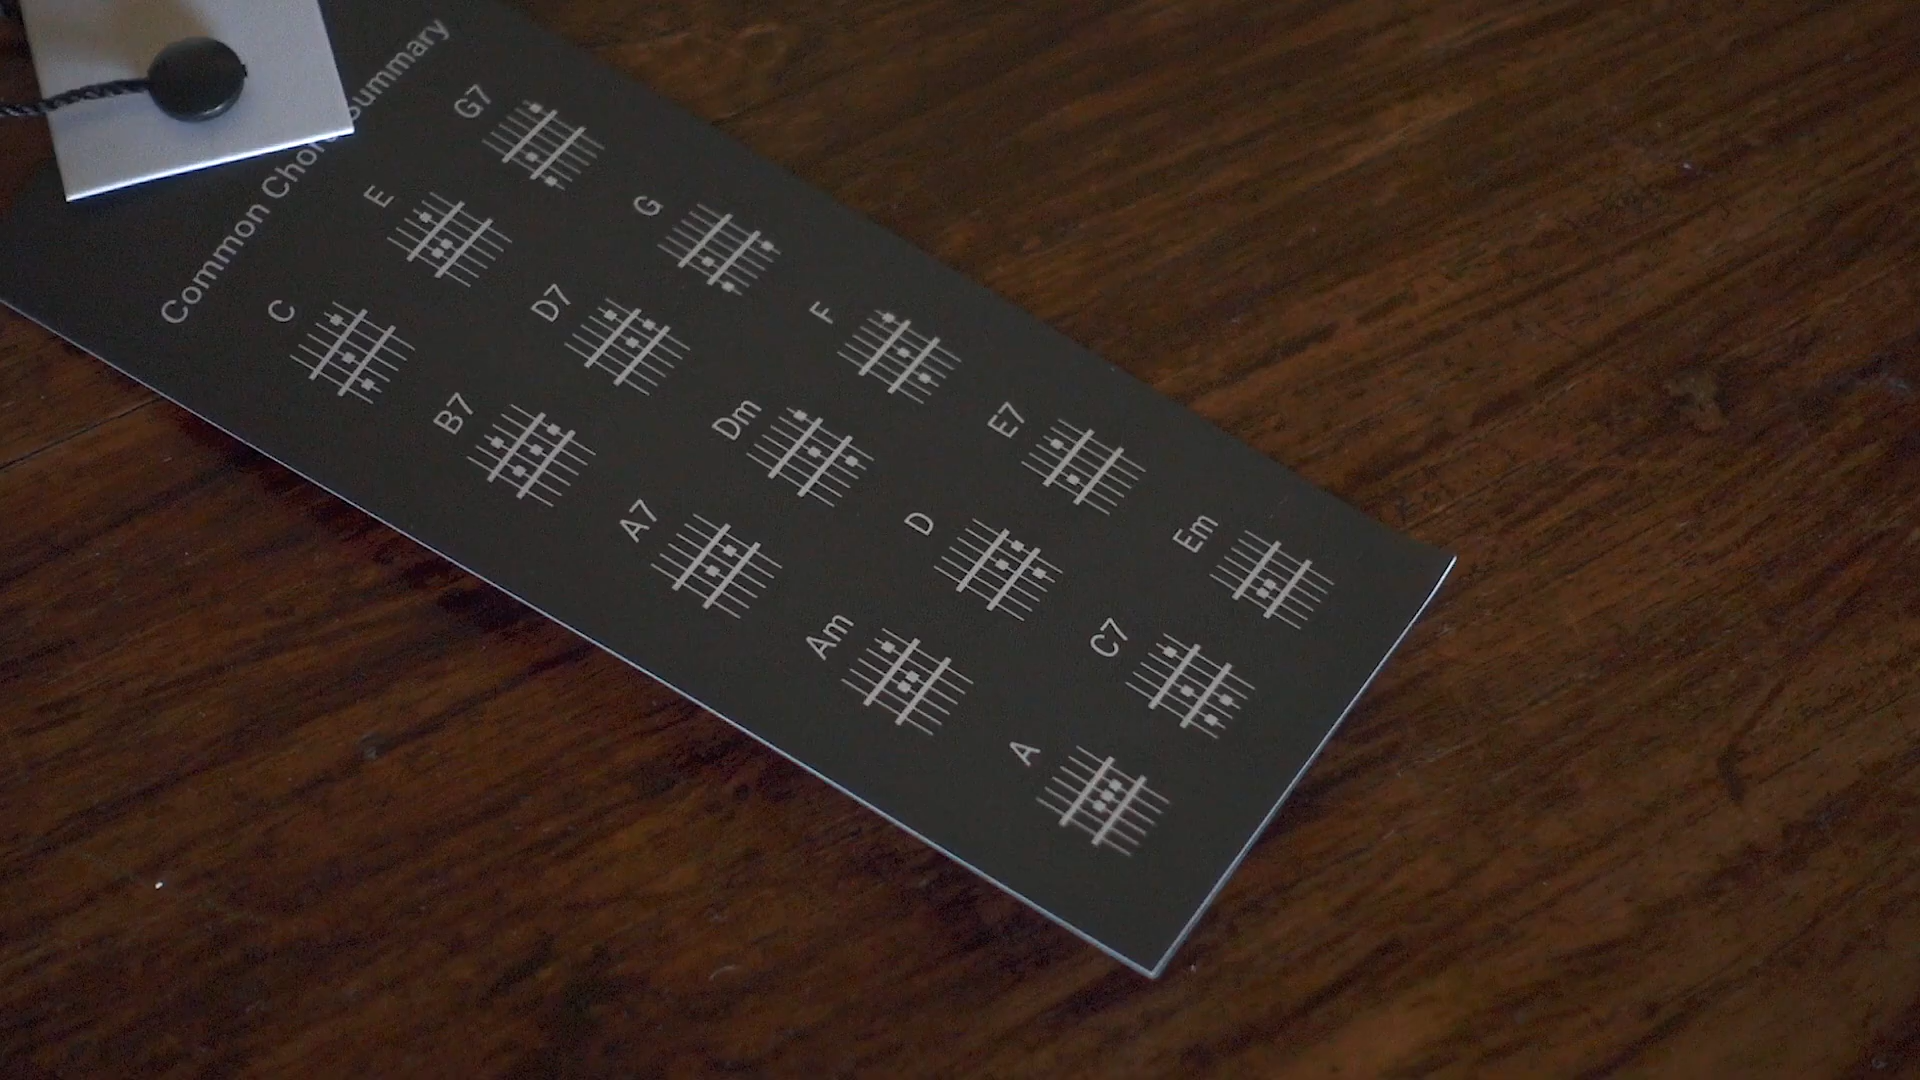 Common Chord Summary
C E G7
B7 D7 G
A7 Dm F
Am D E7
A C7 Em